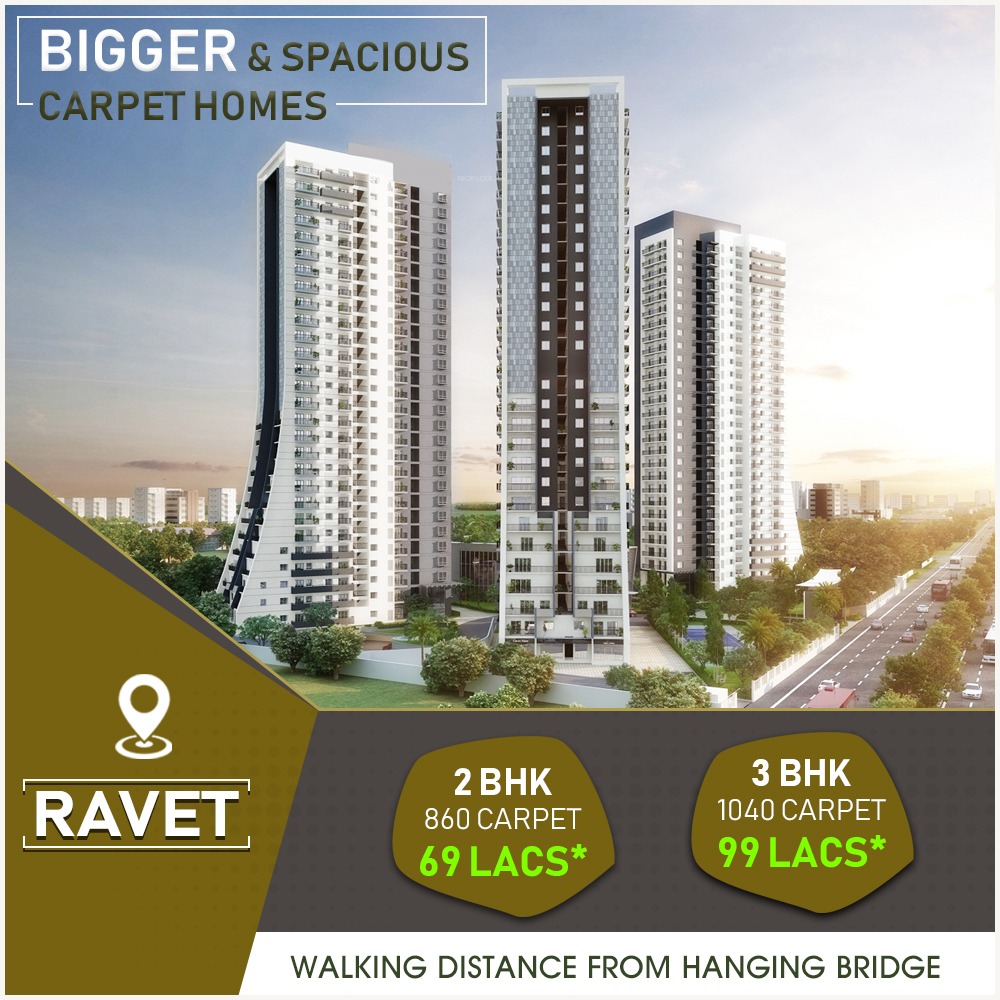 BIGGER & SPACIOUS
CARPET HOMES
RAVET
2 BHK
860 CARPET
69 LACS*
3 BHK
1040 CARPET
99 LACS*
WALKING DISTANCE FROM HANGING BRIDGE